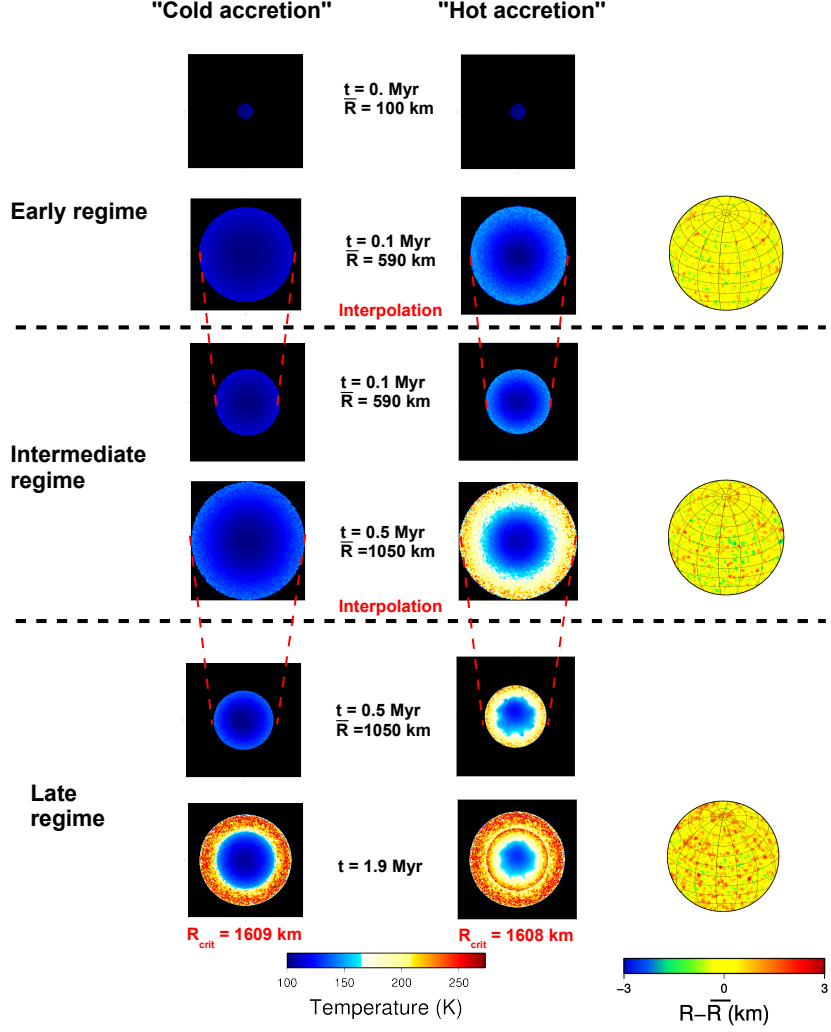 "Cold accretion" "Hot accretion"
t = 0. Myr
R = 100 km
Early regime
t = 0.1 Myr
R = 590 km
Interpolation
t = 0.1 Myr
R = 590 km
Intermediate
regime
t = 0.5 Myr
R =1050 km
Interpolation
t = 0.5 Myr
R =1050 km
Late
regime
t = 1.9 Myr
Rcrit = 1609 km Rcrit = 1608 km
100 150 200 250
Temperature (K)
−3 0 3
R−R (km)